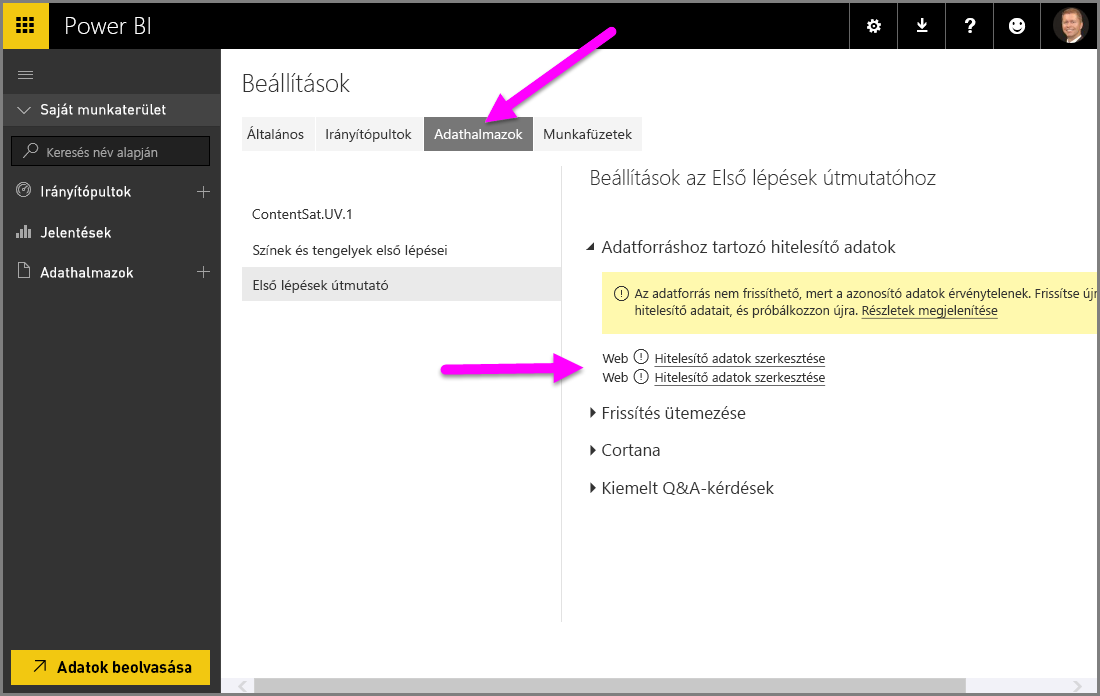 Power BI
?
Saját munkaterület
Keresés név alapján
Irányítópultok
Jelentések
Adathalmazok
Adatok beolvasása
Beállítások
Általános Irányítópultok Adathalmazok Munkafüzetek
ContentSat.UV.1
Színek és tengelyek első lépései
Első lépések útmutató
Beállítások az Első lépések útmutatóhoz
Adatforráshoz tartozó hitelesítő adatok
Az adatforrás nem frissíthető, mert a azonosító adatok érvénytelenek. Frissítse újr
hitelesítő adatait, és próbálkozzon újra. Részletek megjelenítése
Web Hitelesítő adatok szerkesztése
Web Hitelesítő adatok szerkesztése
Frissítés ütemezése
Cortana
Kiemelt Q&A-kérdések